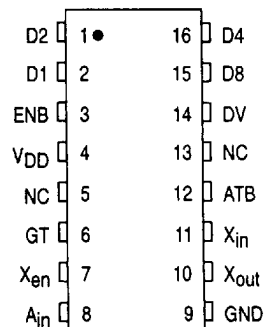 D2 1 16 D4
D1 2 15 D8
ENB 3 14 DV
VDD 4 13 NC
NC 5 12 ATB
GT 6 11 Xin
Xen 7 10 Xout
Ain 8 9 GND